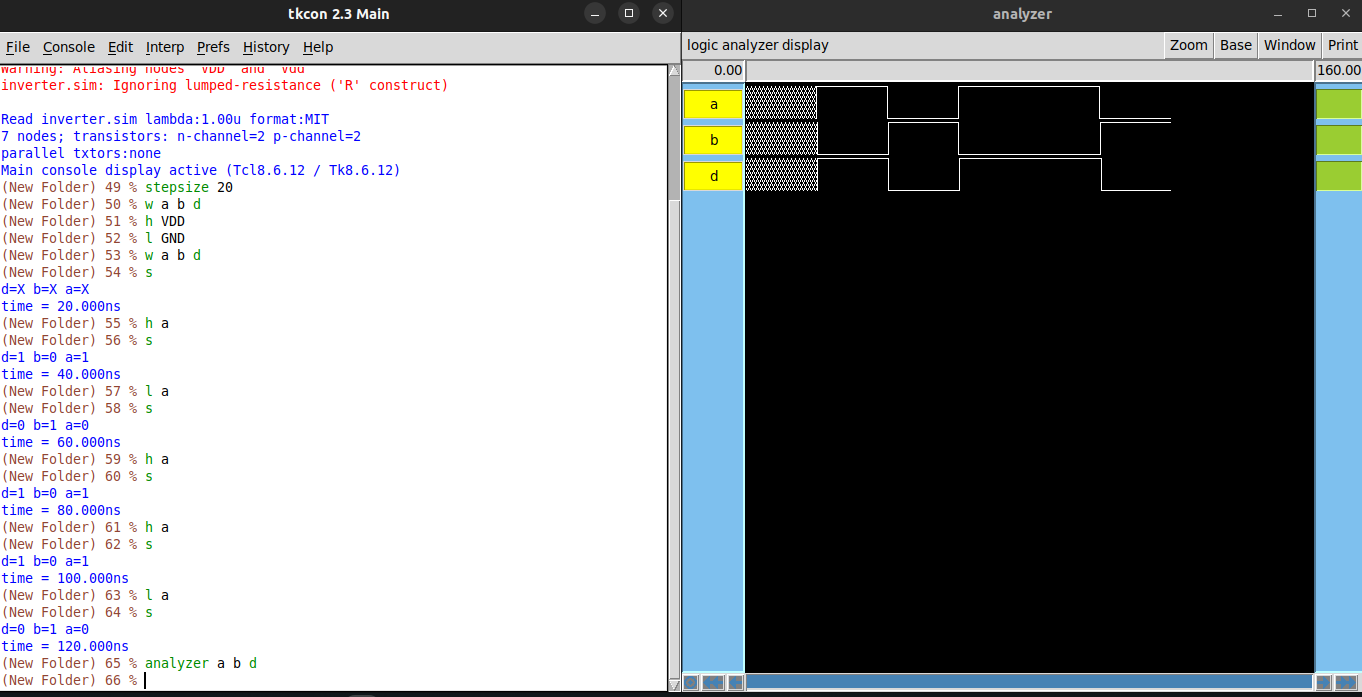 tkcon 2.3 Main
File Console Edit Interp Prefs History Help
Warning: Aliasing nodes 'VDD' and 'vdd'
inverter.sim: Ignoring lumped-resistance ('R' construct)
Read inverter.sim lambda:1.00u format:MIT
7 nodes; transistors: n-channel=2 p-channel=2
parallel txtors:none
Main console display active (Tcl8.6.12 / Tk8.6.12)
(New Folder) 49 % stepsize 20
(New Folder) 50 % w a b d
(New Folder) 51 % h VDD
(New Folder) 52 % l GND
(New Folder) 53 % w a b d
(New Folder) 54 % s
d=X b=X a=X
time = 20.000ns
(New Folder) 55 % h a
(New Folder) 56 % s
d=1 b=0 a=1
time = 40.000ns
(New Folder) 57 % l a
(New Folder) 58 % s
d=0 b=1 a=0
time = 60.000ns
(New Folder) 59 % h a
(New Folder) 60 % s
d=1 b=0 a=1
time = 80.000ns
(New Folder) 61 % h a
(New Folder) 62 % s
d=1 b=0 a=1
time = 100.000ns
(New Folder) 63 % l a
(New Folder) 64 % s
d=0 b=1 a=0
time = 120.000ns
(New Folder) 65 % analyzer a b d
(New Folder) 66 %
analyzer
logic analyzer display Zoom Base Window Print
0.00 160.00
a
b
d